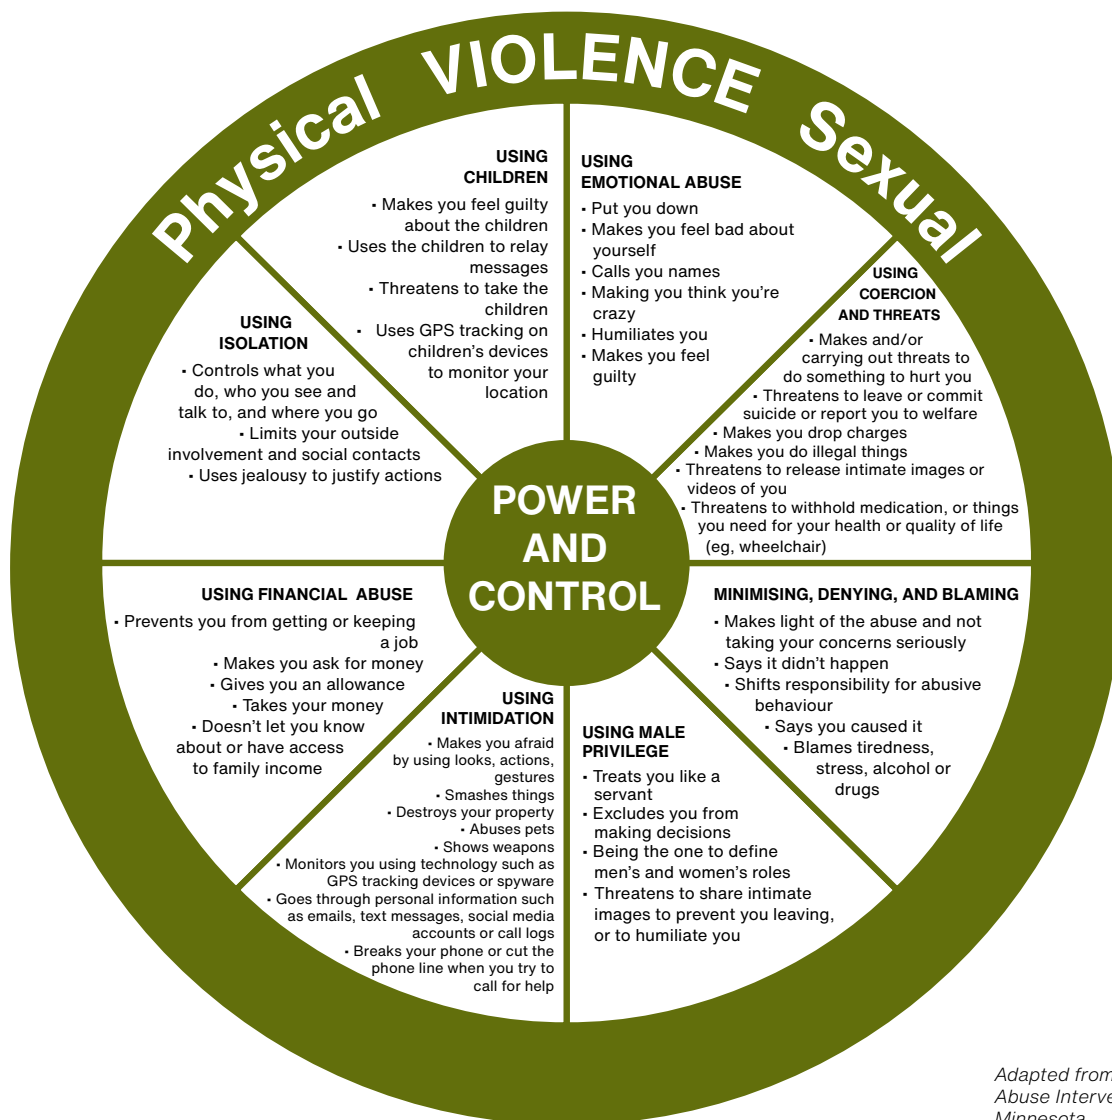 Physical VIOLENCE Sexual
USING
CHILDREN
• Makes you feel guilty
about the children
• Uses the children to relay
messages
• Threatens to take the
children
• Uses GPS tracking on
children's devices
to monitor your
location
USING
EMOTIONAL ABUSE
• Put you down
• Makes you feel bad about
yourself
• Calls you names
• Making you think you're
crazy
• Humiliates you
• Makes you feel
guilty
USING
COERCION
AND THREATS
• Makes and/or
carrying out threats to
do something to hurt you
• Threatens to leave or commit
suicide or report you to welfare
• Makes you drop charges
• Makes you do illegal things
• Threatens to release intimate images or
videos of you
• Threatens to withhold medication, or things
you need for your health or quality of life
(eg, wheelchair)
USING
ISOLATION
• Controls what you
do, who you see and
talk to, and where you go
• Limits your outside
involvement and social contacts
• Uses jealousy to justify actions
POWER
AND
CONTROL
USING FINANCIAL ABUSE
• Prevents you from getting or keeping
a job
• Makes you ask for money
• Gives you an allowance
• Takes your money
• Doesn't let you know
about or have access
to family income
USING
INTIMIDATION
• Makes you afraid
by using looks, actions,
gestures
• Smashes things
• Destroys your property
• Abuses pets
• Shows weapons
• Monitors you using technology such as
GPS tracking devices or spyware
• Goes through personal information such
as emails, text messages, social media
accounts or call logs
• Breaks your phone or cut the
phone line when you try to
call for help
USING MALE
PRIVILEGE
• Treats you like a
servant
• Excludes you from
making decisions
• Being the one to define
men's and women's roles
• Threatens to share intimate
images to prevent you leaving,
or to humiliate you
MINIMISING, DENYING, AND BLAMING
• Makes light of the abuse and not
taking your concerns seriously
• Says it didn't happen
• Shifts responsibility for abusive
behaviour
• Says you caused it
• Blames tiredness,
stress, alcohol or
drugs
Adapted from
Abuse Interve
Minnesota